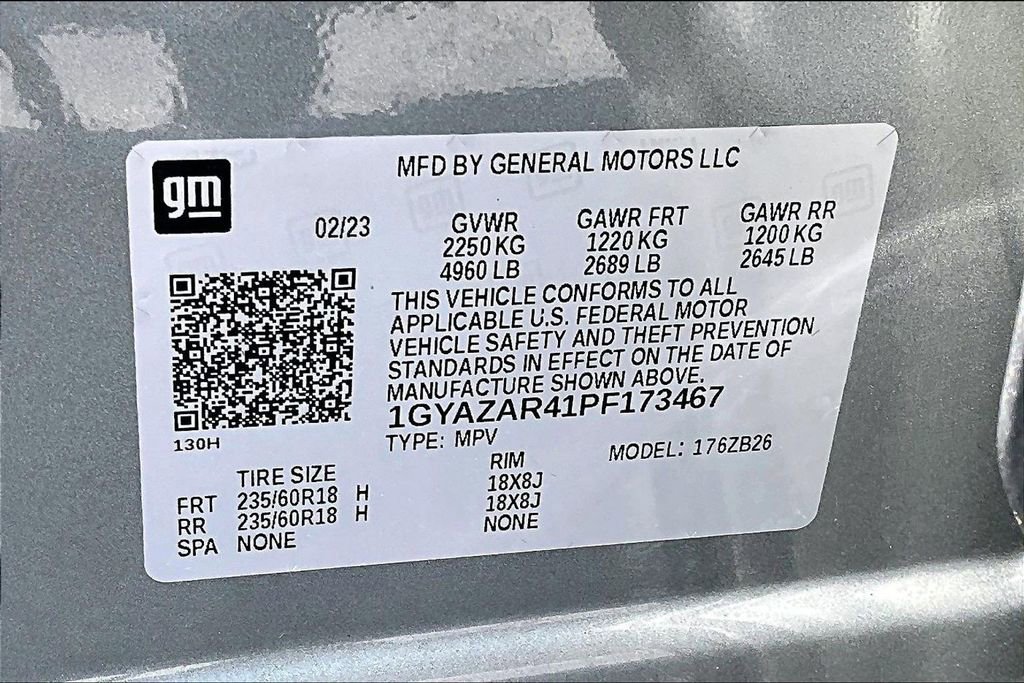 gm
MFD BY GENERAL MOTORS LLC
02/23 GVWR GAWR FRT GAWR RR
2250 KG 1220 KG 1200 KG
4960 LB 2689 LB 2645 LB
THIS VEHICLE CONFORMS TO ALL
APPLICABLE U.S. FEDERAL MOTOR
VEHICLE SAFETY AND THEFT PREVENTION
STANDARDS IN EFFECT ON THE DATE OF
MANUFACTURE SHOWN ABOVE.
1GYAZAR41PF173467
130H
TYPE: MPV MODEL: 176ZB26
TIRE SIZE RIM
FRT 235/60R18 H 18X8J
RR 235/60R18 H 18X8J
SPA NONE NONE